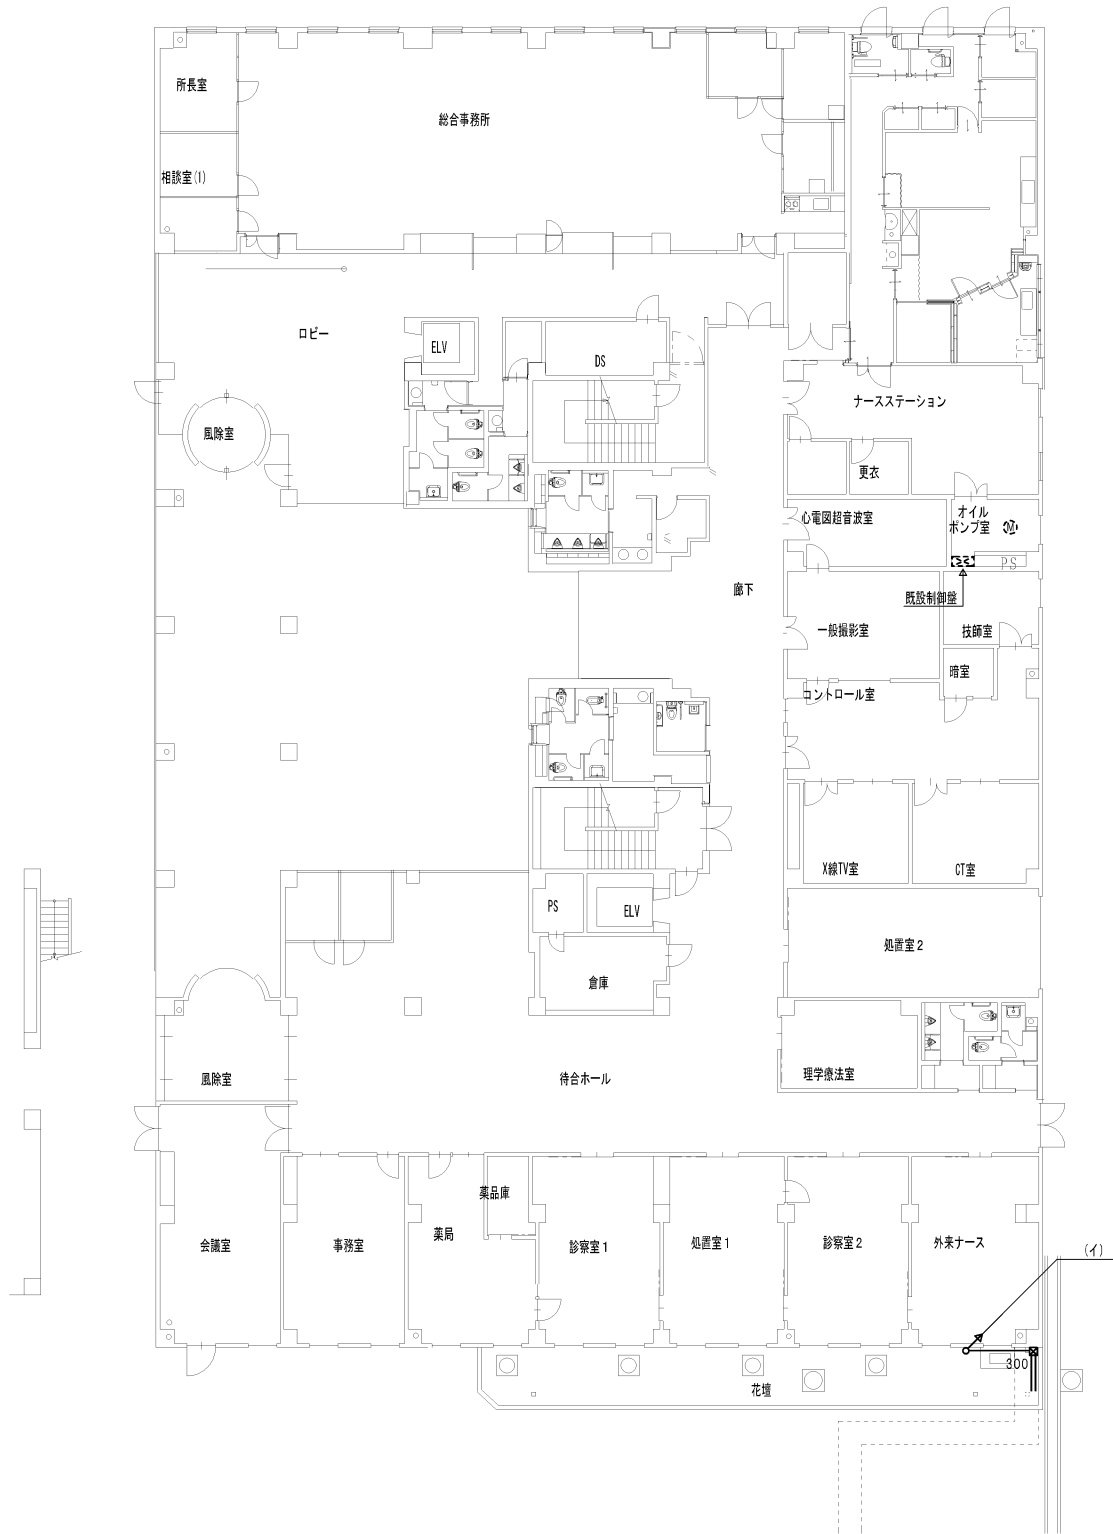 所長室
総合事務所
相談室(1)
ロビー
ELV
DS
ナースステーション
風除室
更衣
心電図超音波室
オイル
ポンプ室
M
PS
既設制御盤
廊下
一般撮影室
技師室
暗室
コントロール室
X線TV室
CT室
PS
ELV
処置室2
倉庫
風除室
待合ホール
理学療法室
薬品庫
会議室
事務室
薬局
診察室1
処置室1
診察室2
外来ナース
(イ)
300
花壇